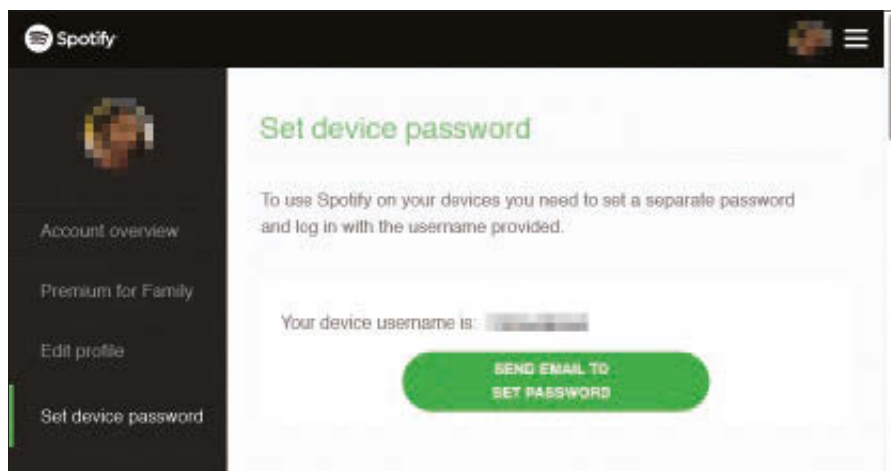 Spotify
Set device password
To use Spotify on your devices you need to set a separate password
and log in with the username provided.
Account overview
Premium for Family
Edit profile
Set device password
Your device username is:
SEND EMAIL TO
SET PASSWORD